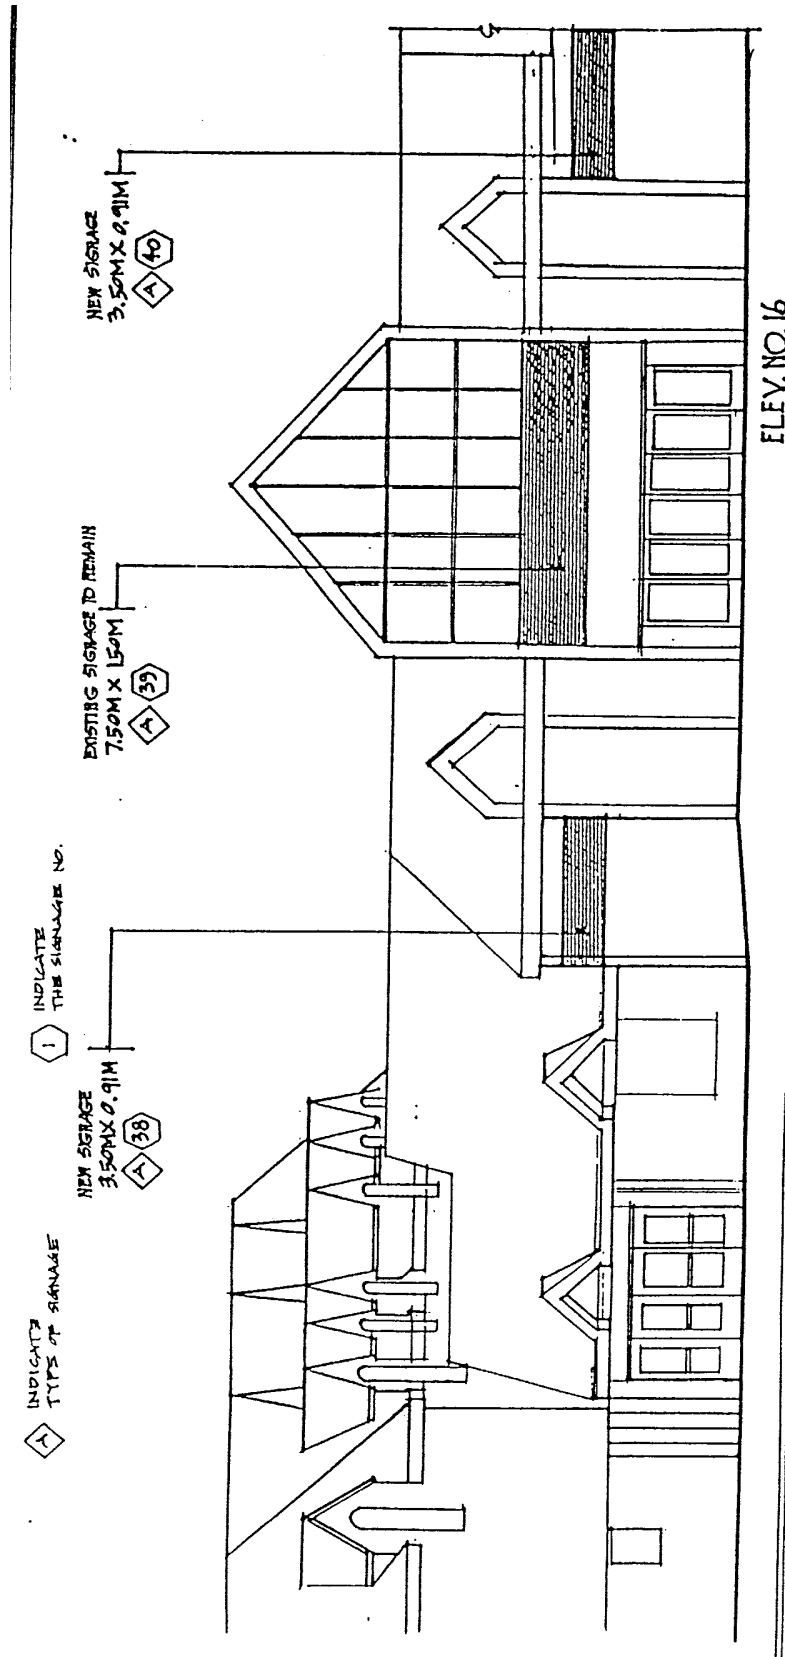 A
INDICATE
TYPE OF SIGNAGE
1
INDICATE
THE SIGNAGE NO.
NEW SIGNAGE
3.50M X 0.91M
A 38
EXISTING SIGNAGE TO REMAIN
7.50M X 1.50M
A 39
NEW SIGNAGE
3.50M X 0.91M
A 40
ELEV. NO. 16